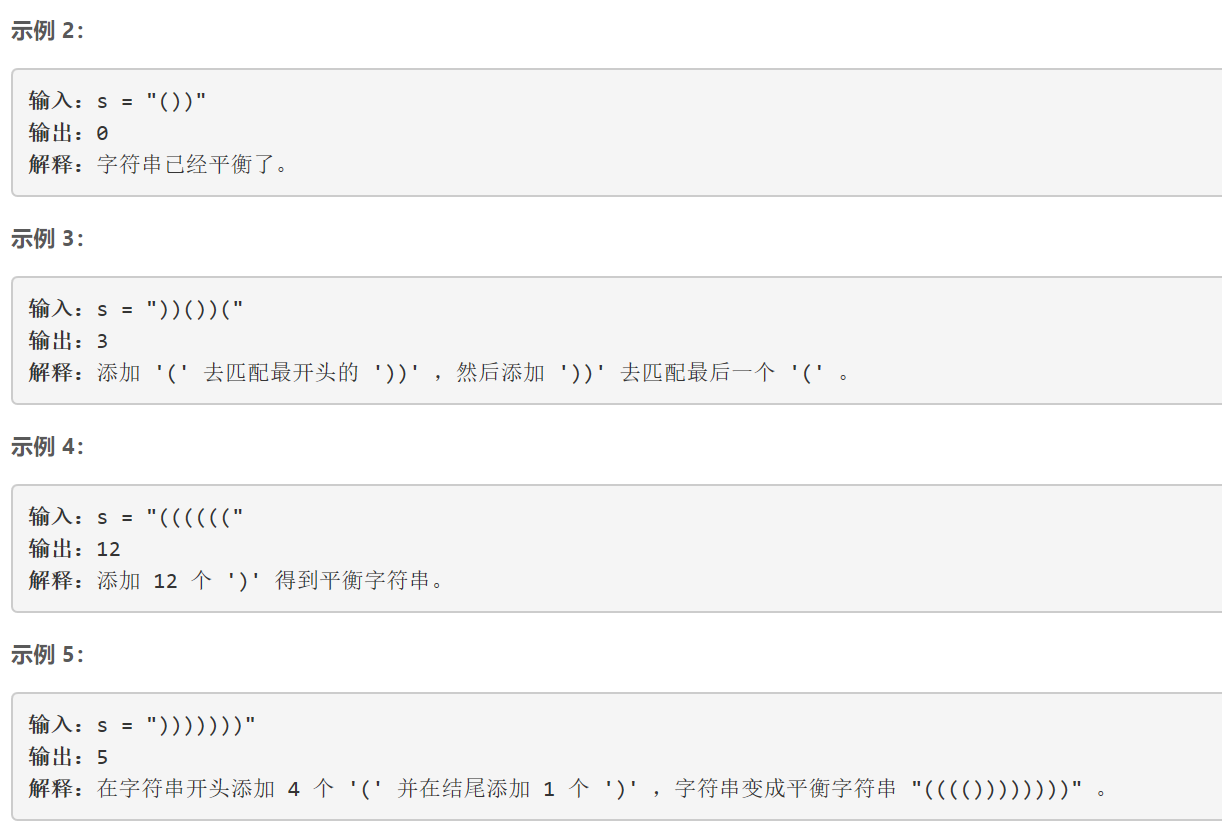 示例 2：
输入：s = "())"
输出：0
解释：字符串已经平衡了。
示例 3：
输入：s = "))())("
输出：3
解释：添加 '(' 去匹配最开头的 '))' ，然后添加 '))' 去匹配最后一个 '(' 。
示例 4：
输入：s = "(((((("
输出：12
解释：添加 12 个 ')' 得到平衡字符串。
示例 5：
输入：s = ")))))))"
输出：5
解释：在字符串开头添加 4 个 '(' 并在结尾添加 1 个 ')' ，字符串变成平衡字符串 "(((())))))))" 。